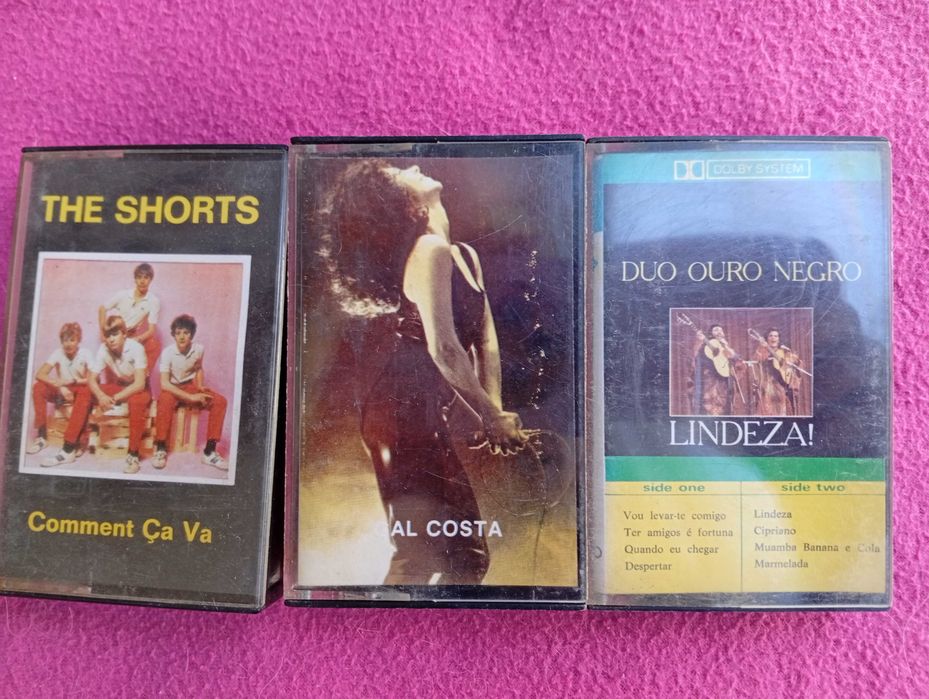 THE SHORTS
Comment Ça Va
GAL COSTA
DOLBY SYSTEM
DUO OURO NEGRO
LINDEZA!
side one
Vou levar-te comigo
Ter amigos é fortuna
Quando eu chegar
Despertar
side two
Lindeza
Cipriano
Muamba Banana e Cola
Marmelada